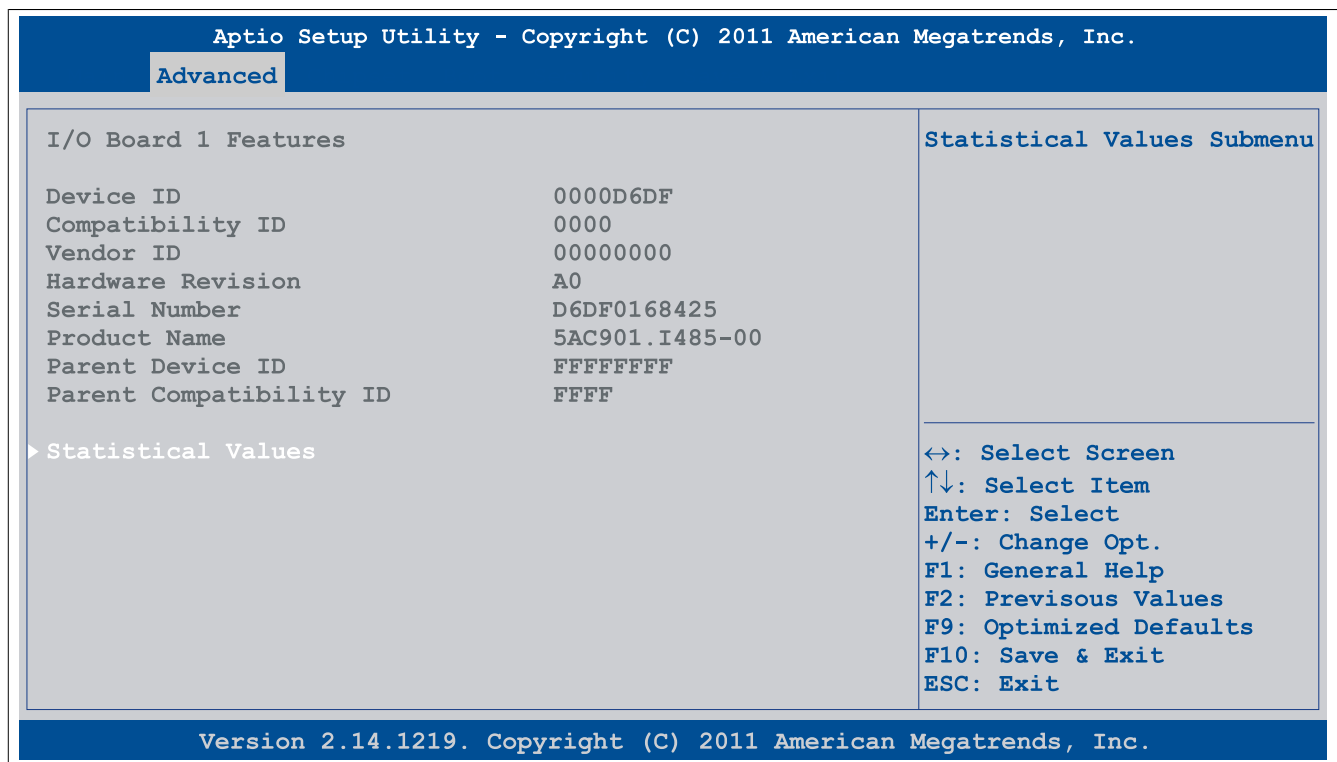 Aptio Setup Utility - Copyright (C) 2011 American Megatrends, Inc.
Advanced
I/O Board 1 Features
Device ID 0000D6DF
Compatibility ID 0000
Vendor ID 00000000
Hardware Revision A0
Serial Number D6DF0168425
Product Name 5AC901.I485-00
Parent Device ID FFFFFFFF
Parent Compatibility ID FFFF
Statistical Values
Statistical Values Submenu
↔: Select Screen
↑↓: Select Item
Enter: Select
+/-: Change Opt.
F1: General Help
F2: Previsous Values
F9: Optimized Defaults
F10: Save & Exit
ESC: Exit
Version 2.14.1219. Copyright (C) 2011 American Megatrends, Inc.